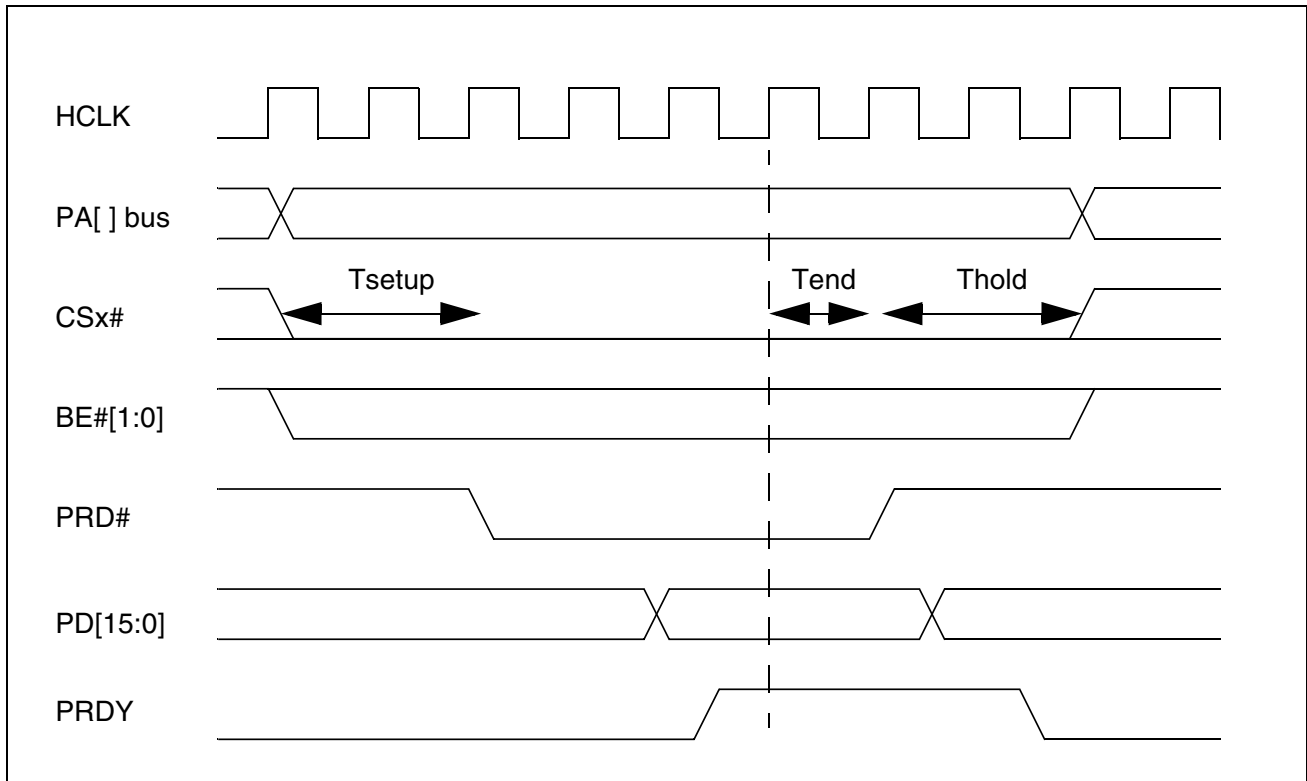 HCLK
PA[ ] bus
Tsetup
Tend
Thold
CSx#
BE#[1:0]
PRD#
PD[15:0]
PRDY